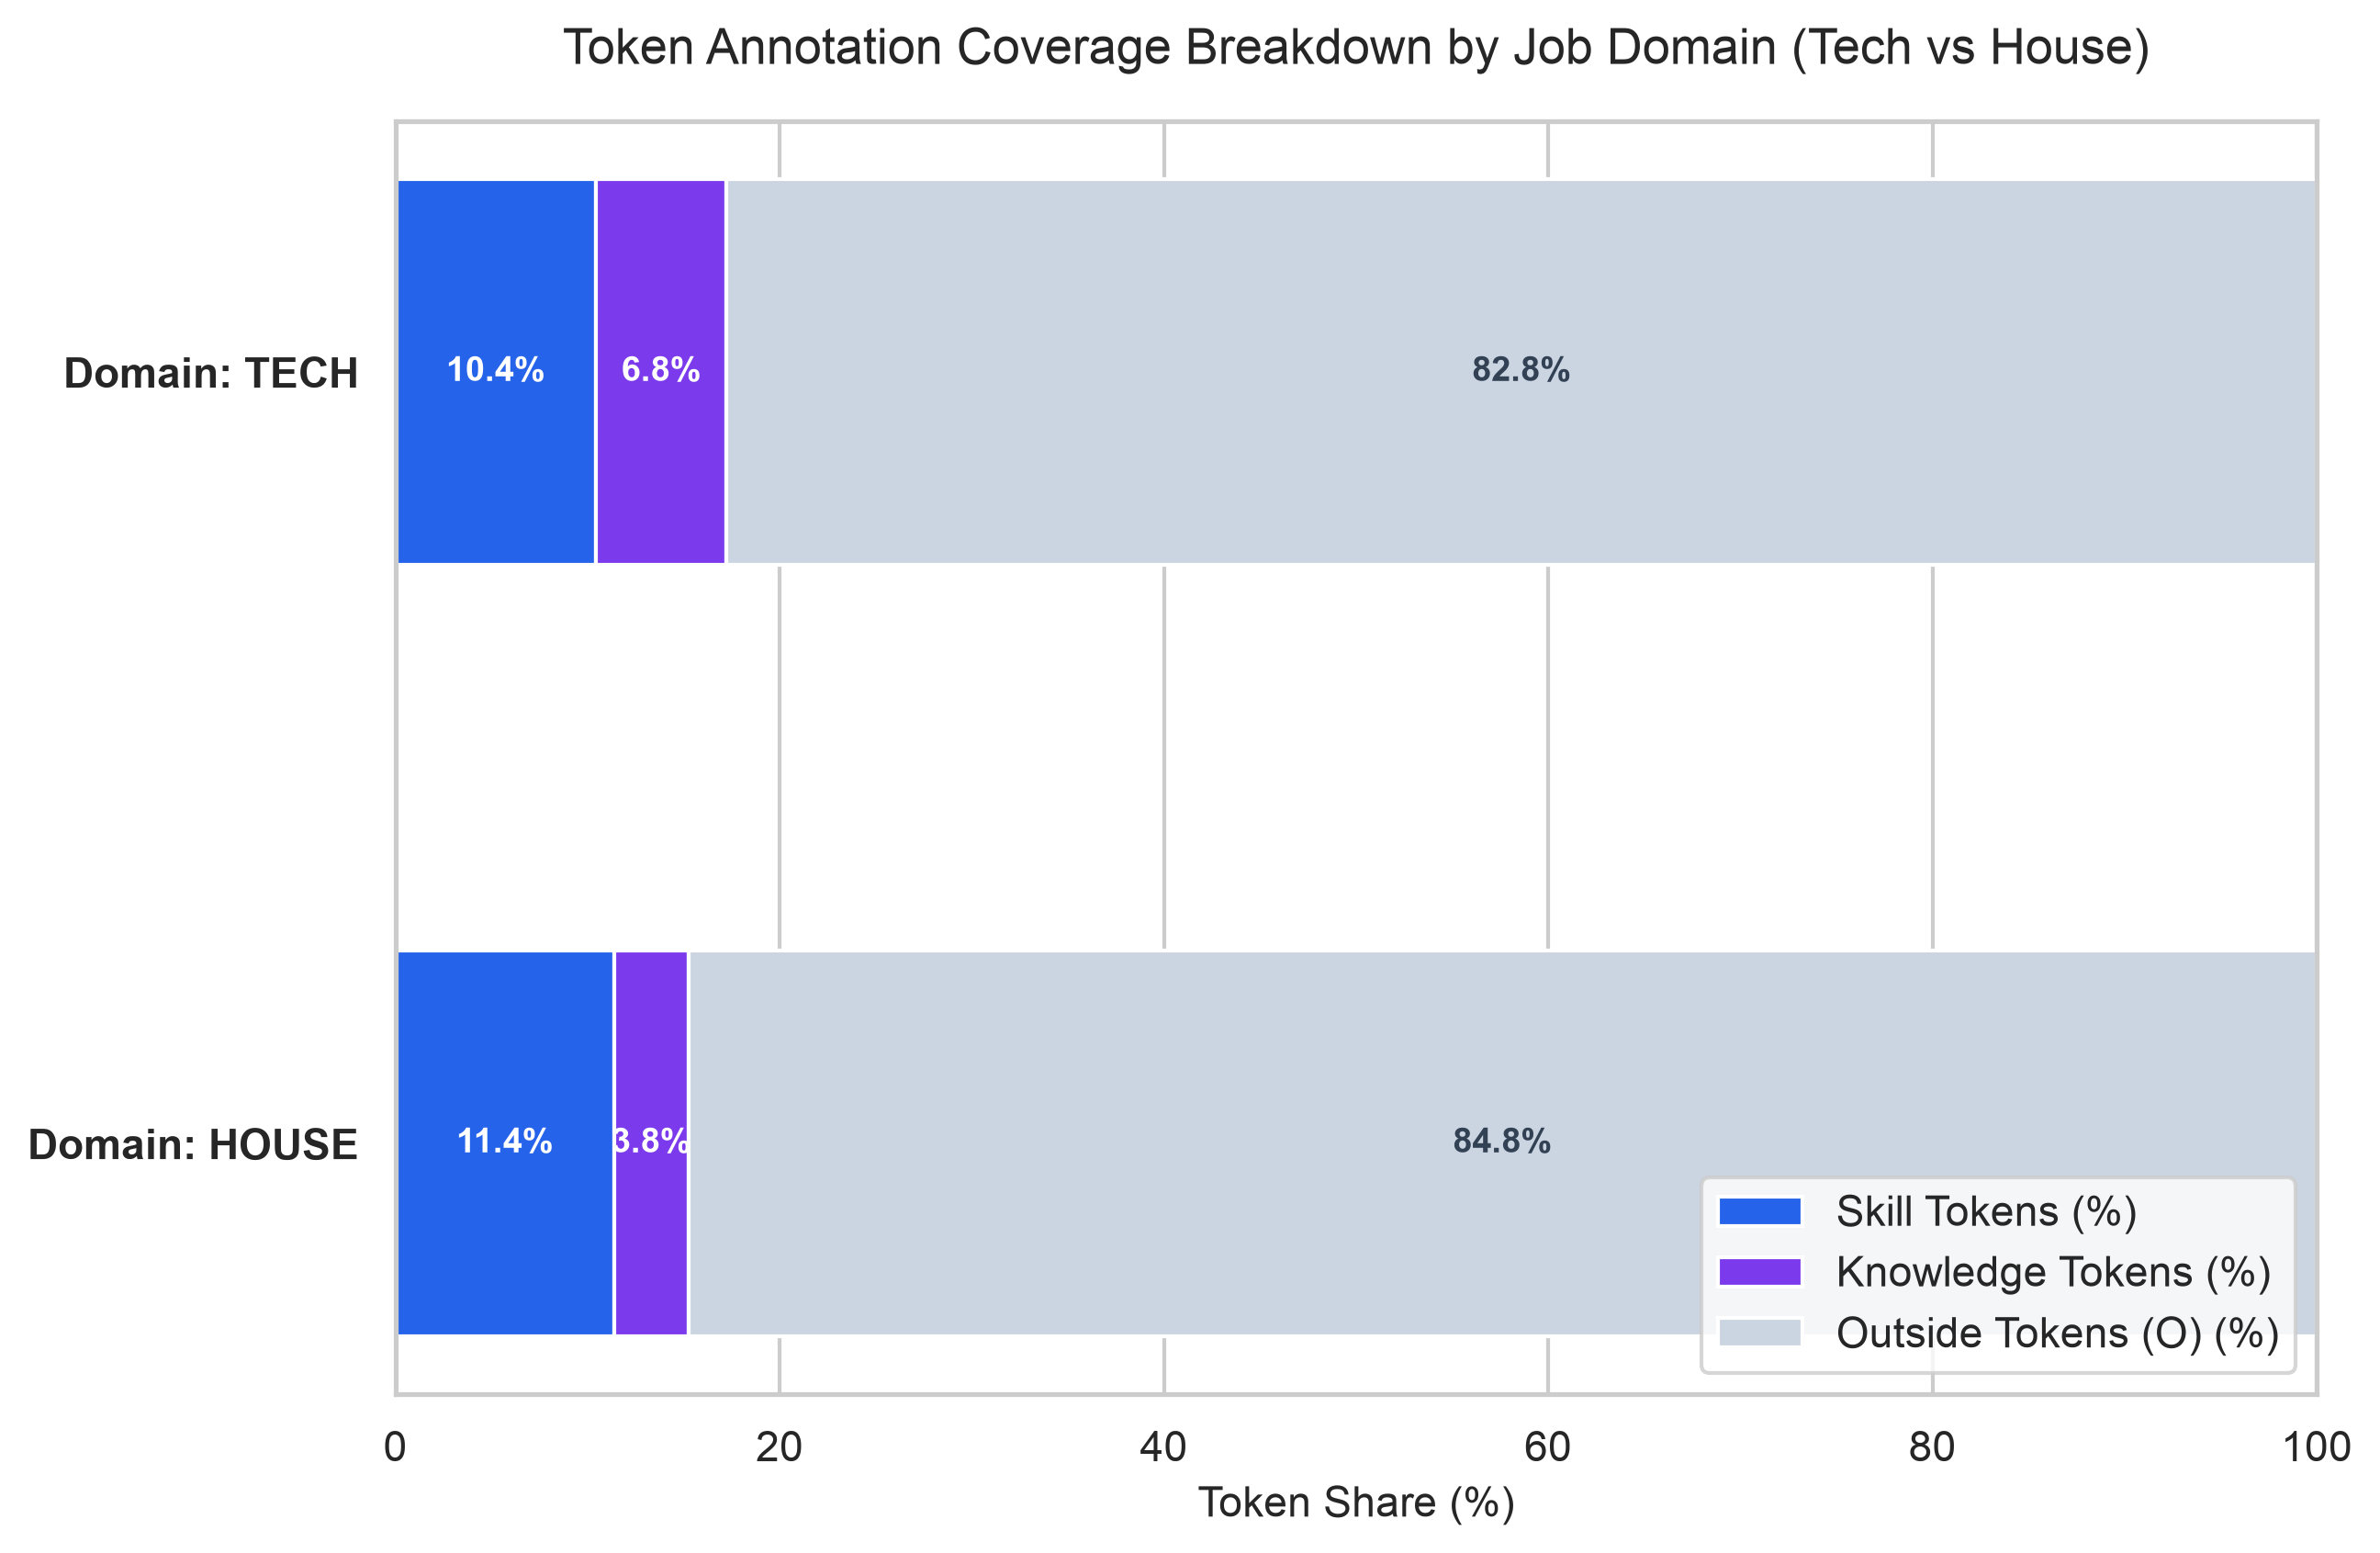 Token Annotation Coverage Breakdown by Job Domain (Tech vs House)
Domain: TECH
10.4%
6.8%
82.8%
Domain: HOUSE
11.4%
3.8%
84.8%
Skill Tokens (%)
Knowledge Tokens (%)
Outside Tokens (O) (%)
0
20
40
60
80
100
Token Share (%)